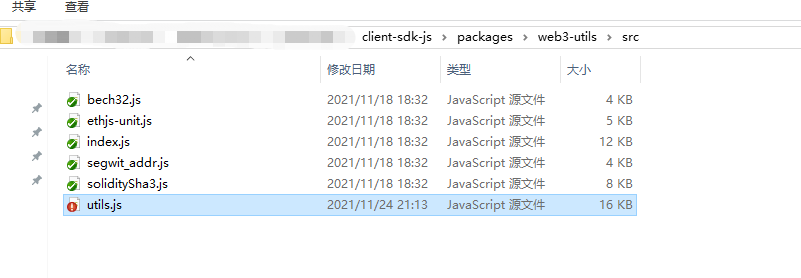 共享 查看
client-sdk-js > packages > web3-utils > src
名称 修改日期 类型 大小
bech32.js 2021/11/18 18:32 JavaScript 源文件 4 KB
ethjs-unit.js 2021/11/18 18:32 JavaScript 源文件 5 KB
index.js 2021/11/18 18:32 JavaScript 源文件 12 KB
segwit_addr.js 2021/11/18 18:32 JavaScript 源文件 4 KB
soliditySha3.js 2021/11/18 18:32 JavaScript 源文件 8 KB
utils.js 2021/11/24 21:13 JavaScript 源文件 16 KB